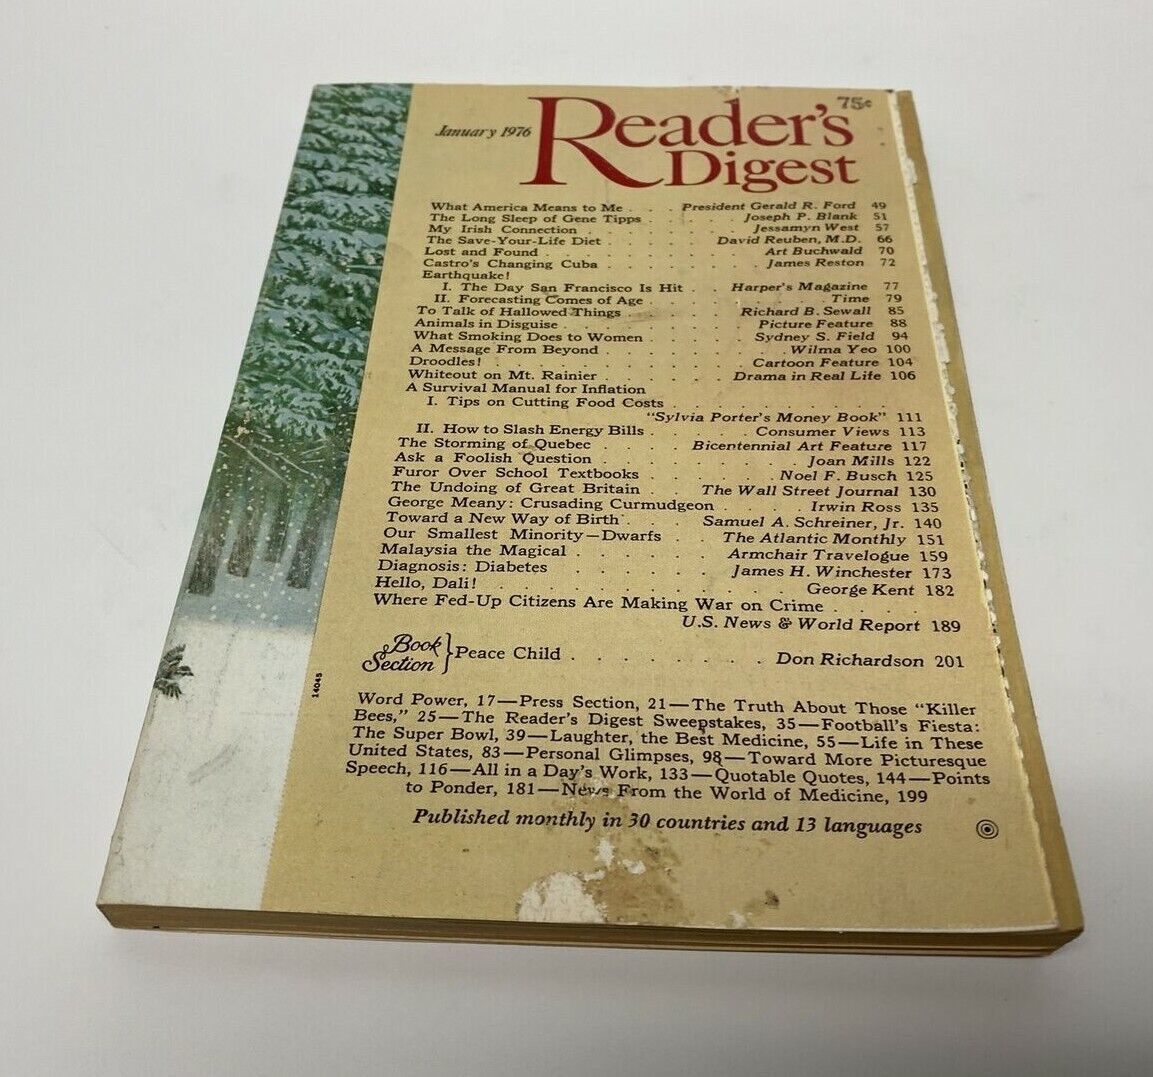 January 1976 Reader's 75¢
Digest
What America Means to Me . . . President Gerald R. Ford 49
The Long Sleep of Gene Tipps . . . . . Joseph P. Blank 51
My Irish Connection . . . . . . . Jessamyn West 57
The Save-Your-Life Diet . . . . . David Reuben, M.D. 66
Lost and Found . . . . . . . . Art Buchwald 70
Castro's Changing Cuba . . . . . . . James Reston 72
Earthquake!
I. The Day San Francisco Is Hit . . Harper's Magazine 77
II. Forecasting Comes of Age . . . . . . Time 79
To Talk of Hallowed Things . . . . . Richard B. Sewall 85
Animals in Disguise . . . . . . . Picture Feature 88
What Smoking Does to Women . . . . . Sydney S. Field 94
A Message From Beyond . . . . . . . Wilma Yeo 100
Droodles! . . . . . . . . . Cartoon Feature 104
Whiteout on Mt. Rainier . . . . . Drama in Real Life 106
A Survival Manual for Inflation
I. Tips on Cutting Food Costs . . . . . . . .
"Sylvia Porter's Money Book" 111
II. How to Slash Energy Bills . . . . Consumer Views 113
The Storming of Quebec . . . . Bicentennial Art Feature 117
Ask a Foolish Question . . . . . . . . Joan Mills 122
Furor Over School Textbooks . . . . . Noel F. Busch 125
The Undoing of Great Britain . . The Wall Street Journal 130
George Meany: Crusading Curmudgeon . . . . Irwin Ross 135
Toward a New Way of Birth . . . Samuel A. Schreiner, Jr. 140
Our Smallest Minority—Dwarfs . . The Atlantic Monthly 151
Malaysia the Magical . . . . . . Armchair Travelogue 159
Diagnosis: Diabetes . . . . . . . James H. Winchester 173
Hello, Dali! . . . . . . . . . . George Kent 182
Where Fed-Up Citizens Are Making War on Crime . . . .
U.S. News & World Report 189
Book
Section } Peace Child . . . . . . . . Don Richardson 201
14045
Word Power, 17—Press Section, 21—The Truth About Those "Killer
Bees," 25—The Reader's Digest Sweepstakes, 35—Football's Fiesta:
The Super Bowl, 39—Laughter, the Best Medicine, 55—Life in These
United States, 83—Personal Glimpses, 98—Toward More Picturesque
Speech, 116—All in a Day's Work, 133—Quotable Quotes, 144—Points
to Ponder, 181—News From the World of Medicine, 199
Published monthly in 30 countries and 13 languages